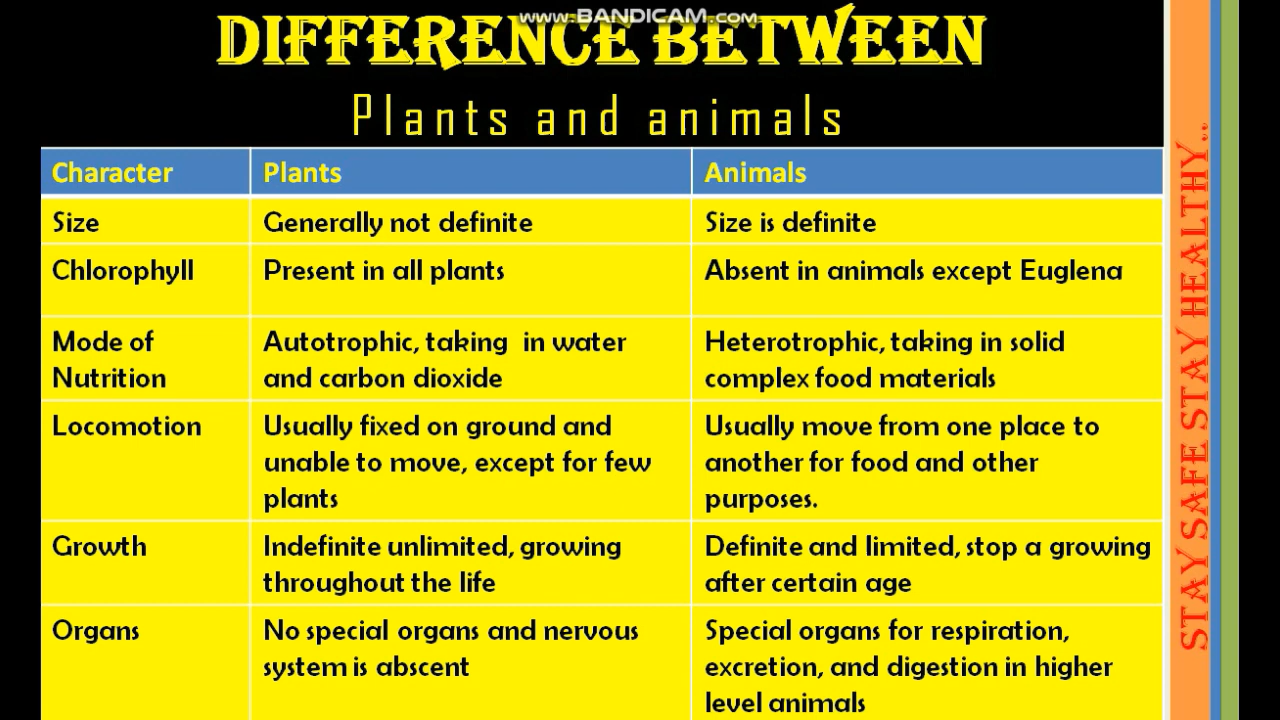 www.BANDICAM.com
DIFFERENCE BETWEEN
Plants and animals
Character Plants Animals
Size Generally not definite Size is definite
Chlorophyll Present in all plants Absent in animals except Euglena
Mode of Nutrition Autotrophic, taking in water and carbon dioxide Heterotrophic, taking in solid complex food materials
Locomotion Usually fixed on ground and unable to move, except for few plants Usually move from one place to another for food and other purposes.
Growth Indefinite unlimited, growing throughout the life Definite and limited, stop a growing after certain age
Organs No special organs and nervous system is abscent Special organs for respiration, excretion, and digestion in higher level animals
STAY SAFE STAY HEALTHY..